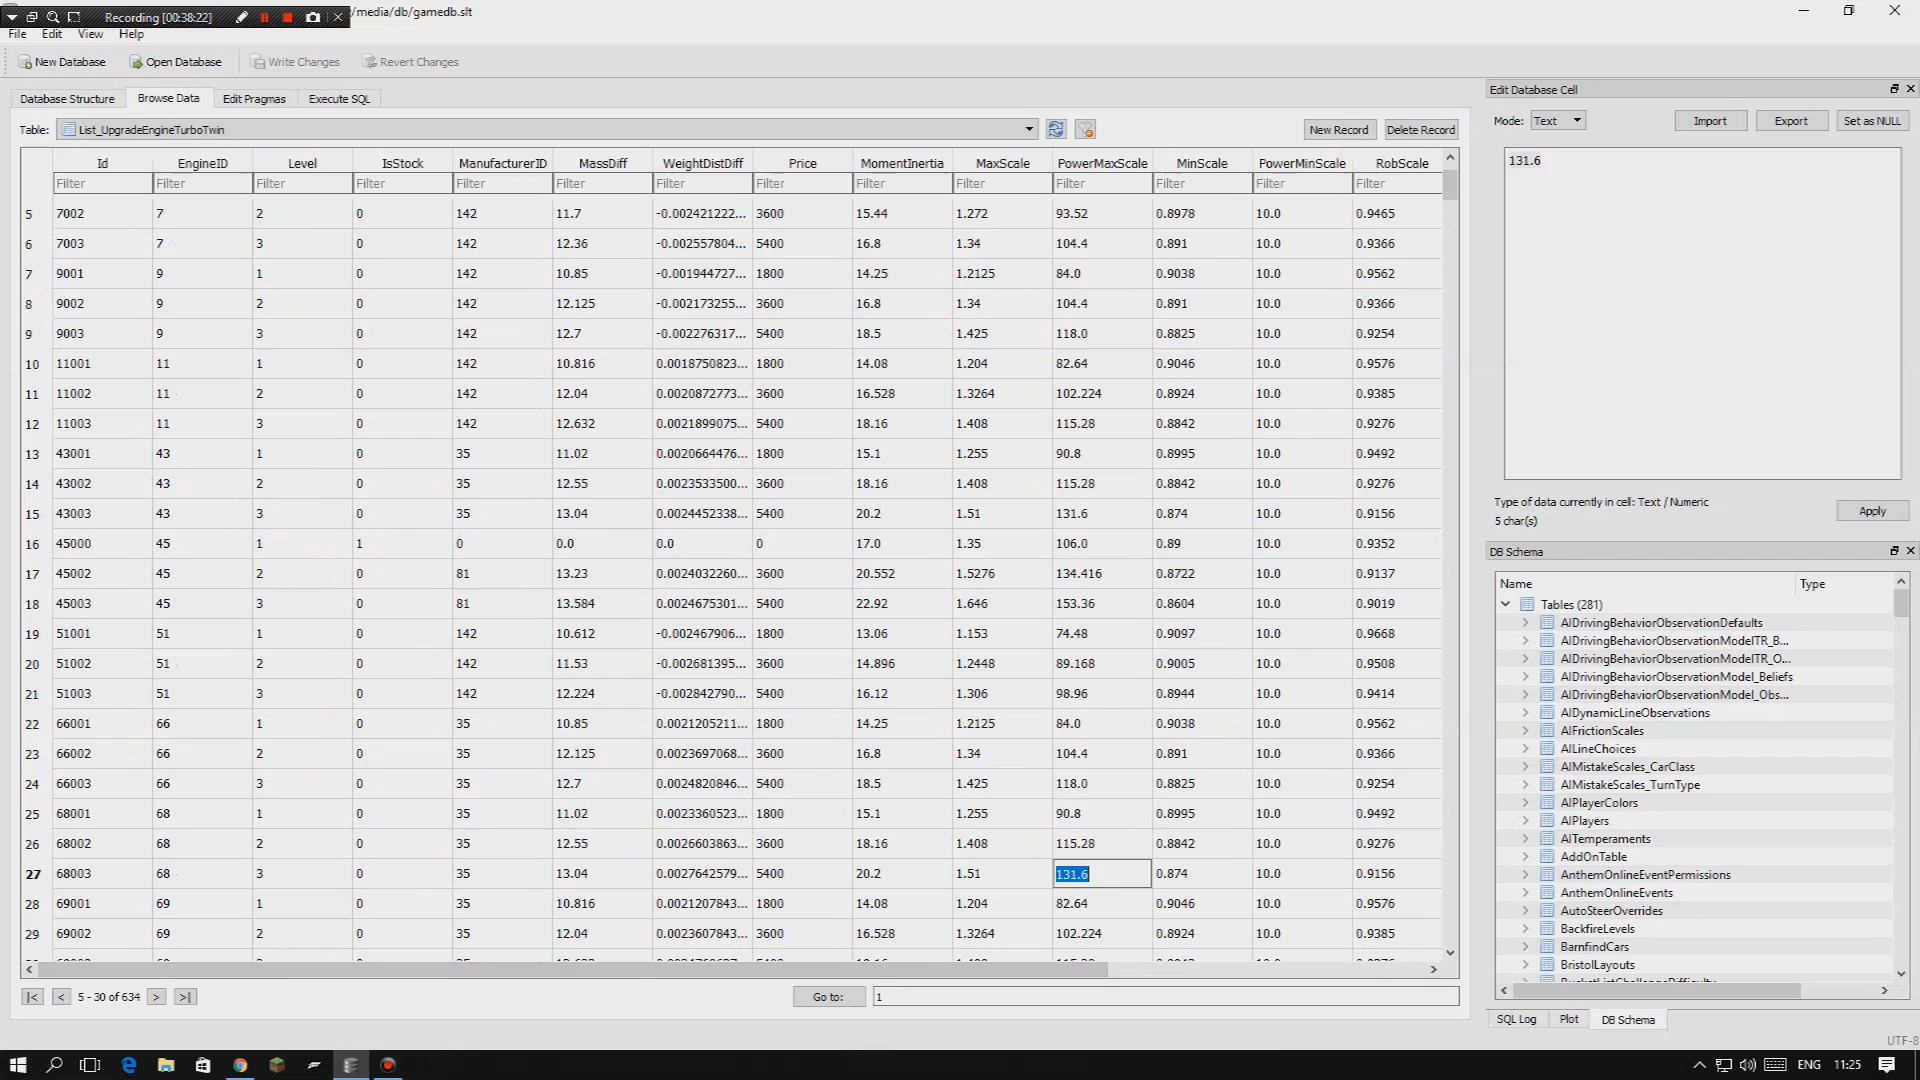 Recording [00:38:22]
/media/db/gamedb.slt
File Edit View Help
New Database Open Database Write Changes Revert Changes
Database Structure Browse Data Edit Pragmas Execute SQL
Table: List_UpgradeEngineTurboTwin New Record Delete Record
Id EngineID Level IsStock ManufacturerID MassDiff WeightDistDiff Price MomentInertia MaxScale PowerMaxScale MinScale PowerMinScale RobScale
Filter Filter Filter Filter Filter Filter Filter Filter Filter Filter Filter Filter Filter Filter
5 7002 7 2 0 142 11.7 -0.002421222... 3600 15.44 1.272 93.52 0.8978 10.0 0.9465
6 7003 7 3 0 142 12.36 -0.002557804... 5400 16.8 1.34 104.4 0.891 10.0 0.9366
7 9001 9 1 0 142 10.85 -0.001944727... 1800 14.25 1.2125 84.0 0.9038 10.0 0.9562
8 9002 9 2 0 142 12.125 -0.002173255... 3600 16.8 1.34 104.4 0.891 10.0 0.9366
9 9003 9 3 0 142 12.7 -0.002276317... 5400 18.5 1.425 118.0 0.8825 10.0 0.9254
10 11001 11 1 0 142 10.816 0.0018750823... 1800 14.08 1.204 82.64 0.9046 10.0 0.9576
11 11002 11 2 0 142 12.04 0.0020872773... 3600 16.528 1.3264 102.224 0.8924 10.0 0.9385
12 11003 11 3 0 142 12.632 0.0021899075... 5400 18.16 1.408 115.28 0.8842 10.0 0.9276
13 43001 43 1 0 35 11.02 0.0020664476... 1800 15.1 1.255 90.8 0.8995 10.0 0.9492
14 43002 43 2 0 35 12.55 0.0023533500... 3600 18.16 1.408 115.28 0.8842 10.0 0.9276
15 43003 43 3 0 35 13.04 0.0024452338... 5400 20.2 1.51 131.6 0.874 10.0 0.9156
16 45000 45 1 1 0 0.0 0.0 0 17.0 1.35 106.0 0.89 10.0 0.9352
17 45002 45 2 0 81 13.23 0.0024032260... 3600 20.552 1.5276 134.416 0.8722 10.0 0.9137
18 45003 45 3 0 81 13.584 0.0024675301... 5400 22.92 1.646 153.36 0.8604 10.0 0.9019
19 51001 51 1 0 142 10.612 -0.002467906... 1800 13.06 1.153 74.48 0.9097 10.0 0.9668
20 51002 51 2 0 142 11.53 -0.002681395... 3600 14.896 1.2448 89.168 0.9005 10.0 0.9508
21 51003 51 3 0 142 12.224 -0.002842790... 5400 16.12 1.306 98.96 0.8944 10.0 0.9414
22 66001 66 1 0 35 10.85 0.0021205211... 1800 14.25 1.2125 84.0 0.9038 10.0 0.9562
23 66002 66 2 0 35 12.125 0.0023697068... 3600 16.8 1.34 104.4 0.891 10.0 0.9366
24 66003 66 3 0 35 12.7 0.0024820846... 5400 18.5 1.425 118.0 0.8825 10.0 0.9254
25 68001 68 1 0 35 11.02 0.0023360523... 1800 15.1 1.255 90.8 0.8995 10.0 0.9492
26 68002 68 2 0 35 12.55 0.0026603863... 3600 18.16 1.408 115.28 0.8842 10.0 0.9276
27 68003 68 3 0 35 13.04 0.0027642579... 5400 20.2 1.51 131.6 0.874 10.0 0.9156
28 69001 69 1 0 35 10.816 0.0021207843... 1800 14.08 1.204 82.64 0.9046 10.0 0.9576
29 69002 69 2 0 35 12.04 0.0023607843... 3600 16.528 1.3264 102.224 0.8924 10.0 0.9385
|< < 5 - 30 of 634 > >| Go to: 1
Edit Database Cell
Mode: Text Import Export Set as NULL
131.6
Type of data currently in cell: Text / Numeric
5 char(s)
Apply
DB Schema
Name Type
Tables (281)
AIDrivingBehaviorObservationDefaults
AIDrivingBehaviorObservationModelTR_B...
AIDrivingBehaviorObservationModelTR_O...
AIDrivingBehaviorObservationModel_Beliefs
AIDrivingBehaviorObservationModel_Obs...
AIDynamicLineObservations
AIFrictionScales
AILineChoices
AIMistakeScales_CarClass
AIMistakeScales_TurnType
AIPlayerColors
AIPlayers
AITemperaments
AddOnTable
AnthemOnlineEventPermissions
AnthemOnlineEvents
AutoSteerOverrides
BackfireLevels
BarnfindCars
BristolLayouts
SQL Log Plot DB Schema
UTF-8
ENG 11:25